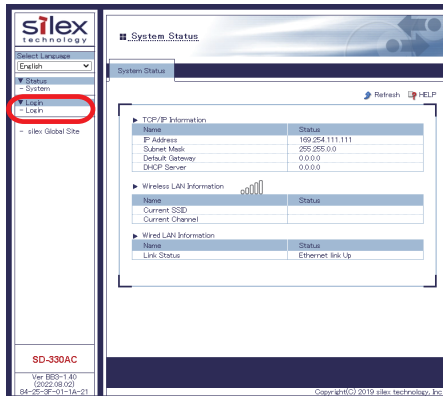 silex
technology
Select Language
English
▼ Status
- System
▼ Login
- Login
- silex Global Site
SD-330AC
Ver BB3-1.40
(2022.08.02)
84-25-3F-01-1A-21
System Status
System Status
Refresh HELP
▶ TCP/IP Information
Name Status
IP Address 169.254.111.111
Subnet Mask 255.255.0.0
Default Gateway 0.0.0.0
DHCP Server 0.0.0.0
▶ Wireless LAN Information
Name Status
Current SSID
Current Channel
▶ Wired LAN Information
Name Status
Link Status Ethernet link Up
Copyright(C) 2019 silex technology, Inc